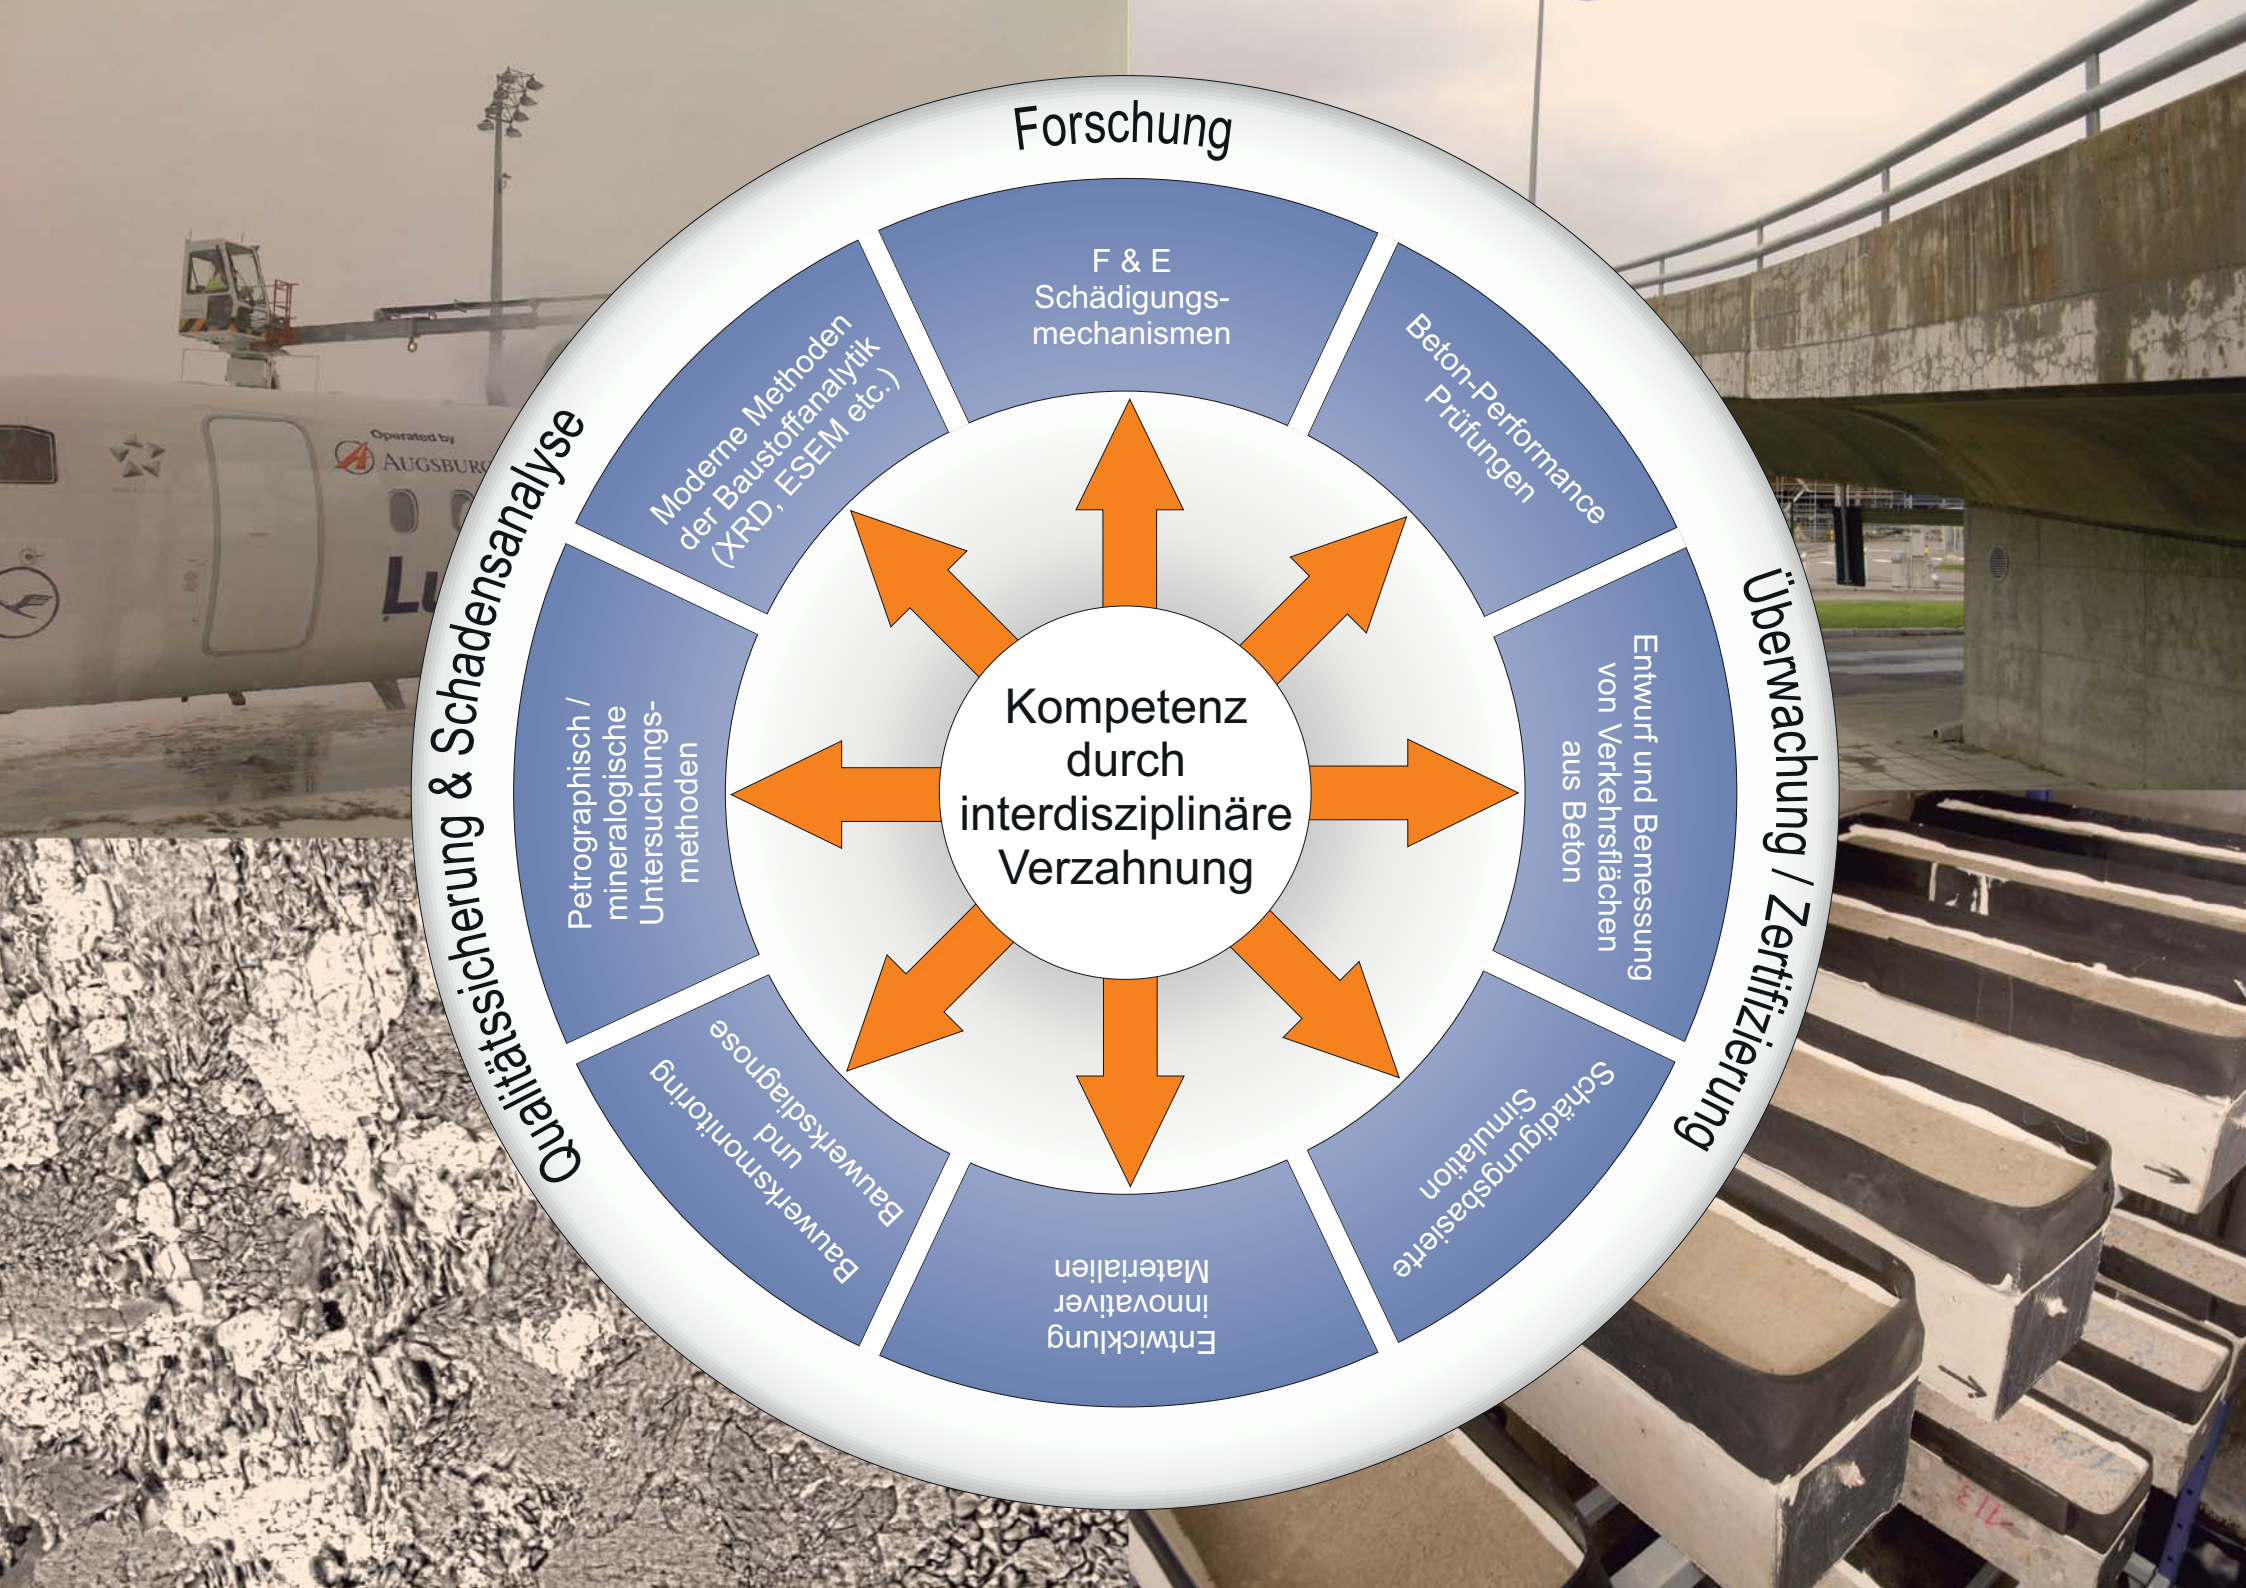 Forschung
F & E
Schädigungs-
mechanismen
Beton-Performance
Prüfungen
Überwachung / Zertifizierung
Entwurf und Bemessung
von Verkehrsflächen
aus Beton
Schädigungsbasierte
Simulation
Entwicklung
innovativer
Materialien
Bauwerksmonitoring
und
Bauwerksdiagnose
Qualitätssicherung & Schadensanalyse
Petrographisch /
mineralogische
Untersuchungs-
methoden
Moderne Methoden
der Baustoffanalytik
(XRD, ESEM etc.)
Kompetenz
durch
interdisziplinäre
Verzahnung
Operated by
AUGSBURG
Lu